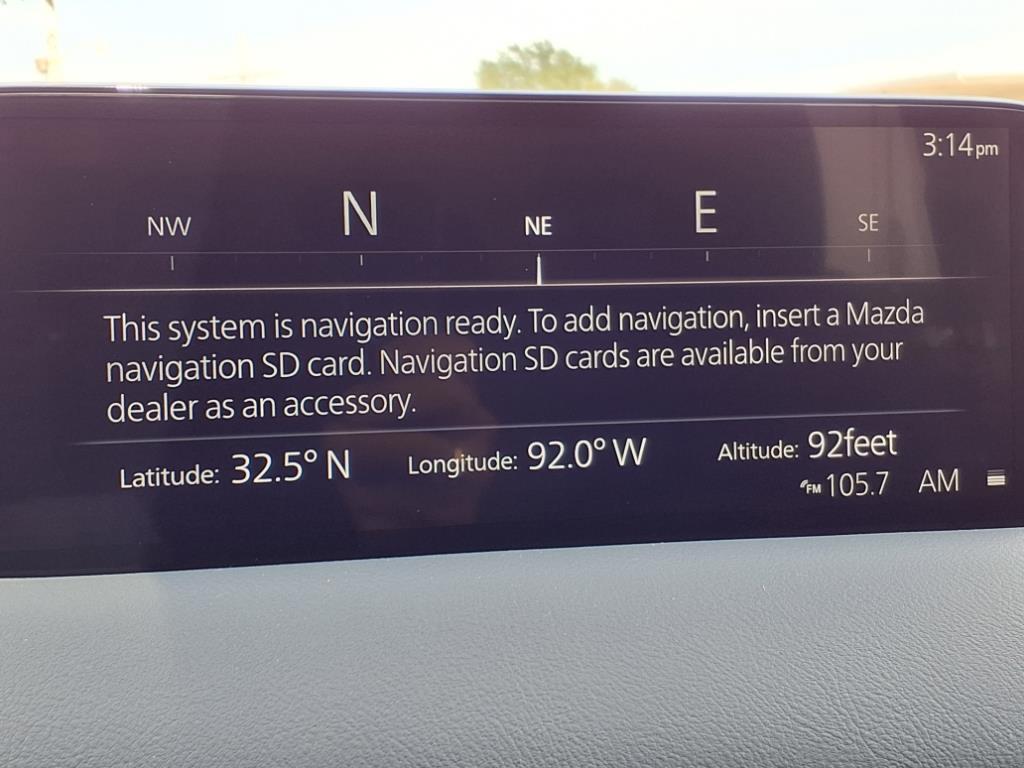 3:14pm
NW N NE E SE
This system is navigation ready. To add navigation, insert a Mazda
navigation SD card. Navigation SD cards are available from your
dealer as an accessory.
Latitude: 32.5° N Longitude: 92.0° W Altitude: 92feet
FM 105.7 AM